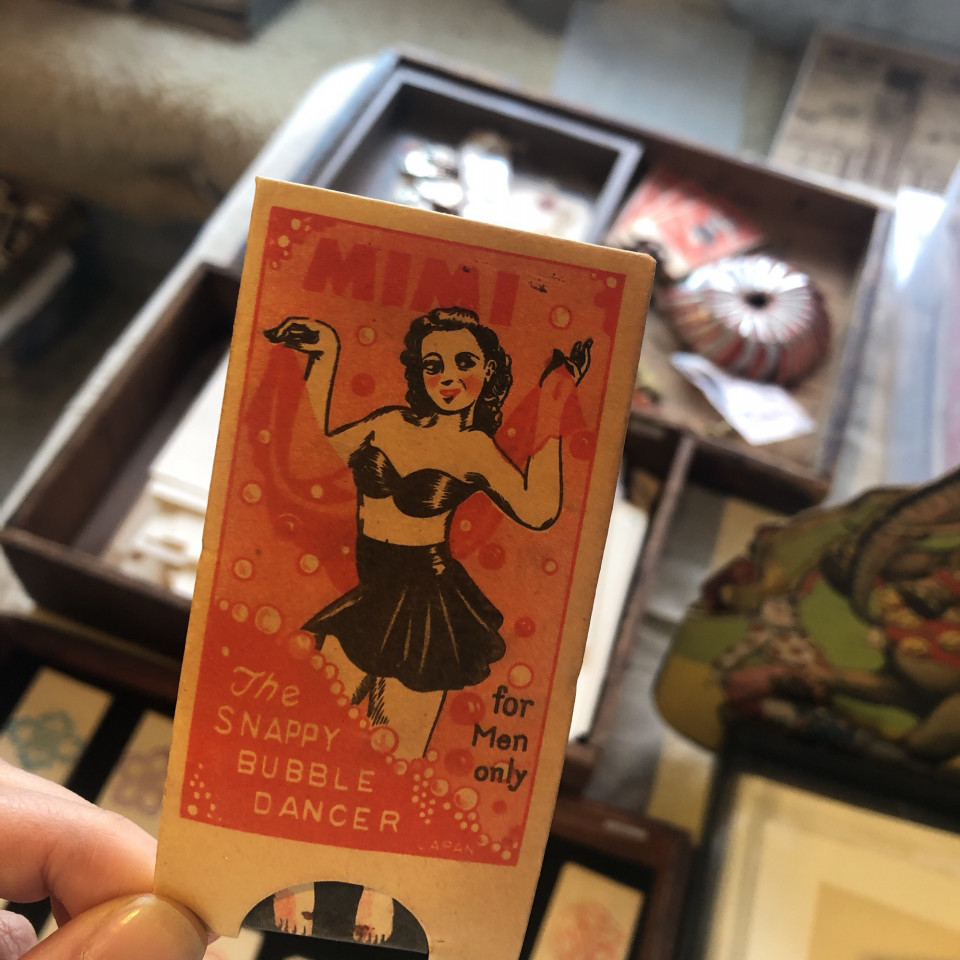 MIMI
The
SNAPPY
BUBBLE
DANCER
for
Men
only
JAPAN